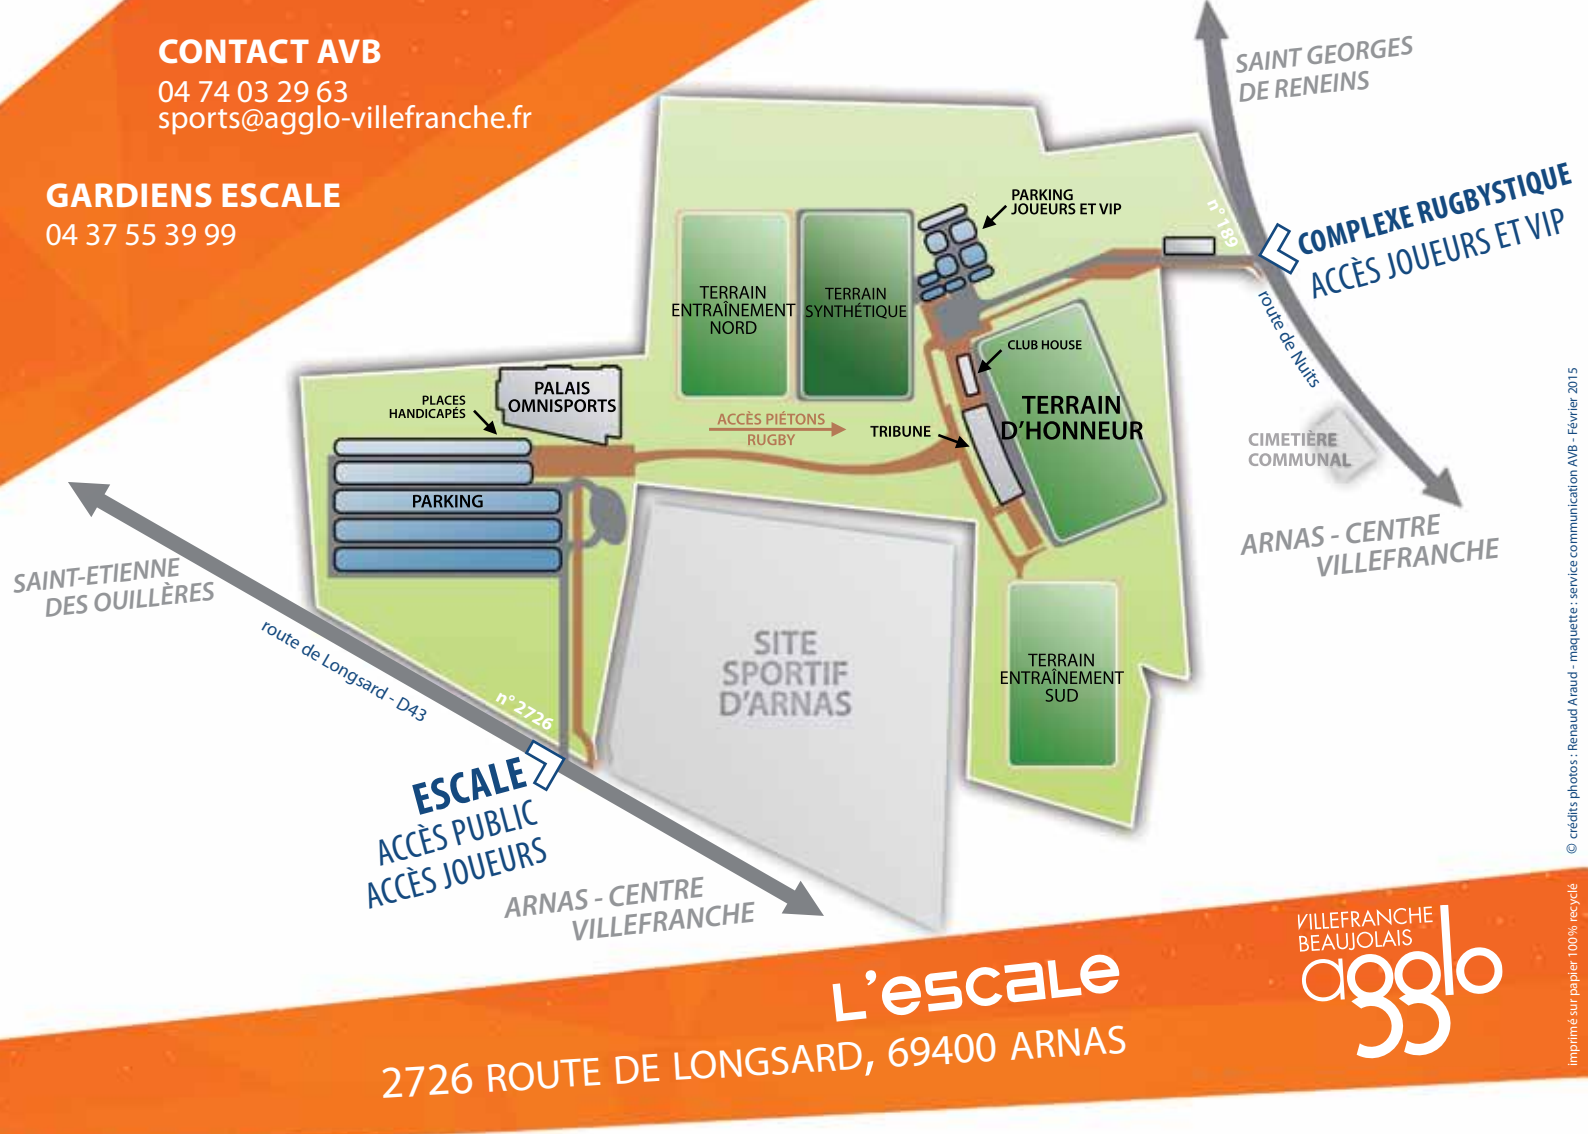 CONTACT AVB
04 74 03 29 63
sports@agglo-villefranche.fr
GARDIENS ESCALE
04 37 55 39 99
SAINT GEORGES
DE RENEINS
COMPLEXE RUGBYSTIQUE
ACCÈS JOUEURS ET VIP
n° 189
route de Nuits
PARKING
JOUEURS ET VIP
TERRAIN
ENTRAÎNEMENT
NORD
TERRAIN
SYNTHÉTIQUE
CLUB HOUSE
TERRAIN
D'HONNEUR
TRIBUNE
ACCÈS PIÉTONS
RUGBY
PALAIS
OMNISPORTS
PLACES
HANDICAPÉS
PARKING
CIMETIÈRE
COMMUNAL
ARNAS - CENTRE
VILLEFRANCHE
SAINT-ETIENNE
DES OUILLÈRES
route de Longsard - D43
n° 2726
SITE
SPORTIF
D'ARNAS
TERRAIN
ENTRAÎNEMENT
SUD
ESCALE
ACCÈS PUBLIC
ACCÈS JOUEURS
ARNAS - CENTRE
VILLEFRANCHE
L'escale
2726 ROUTE DE LONGSARD, 69400 ARNAS
VILLEFRANCHE
BEAUJOLAIS
agglo
© crédits photos : Renaud Araud - maquette : service communication AVB - Février 2015
imprimé sur papier 100% recyclé